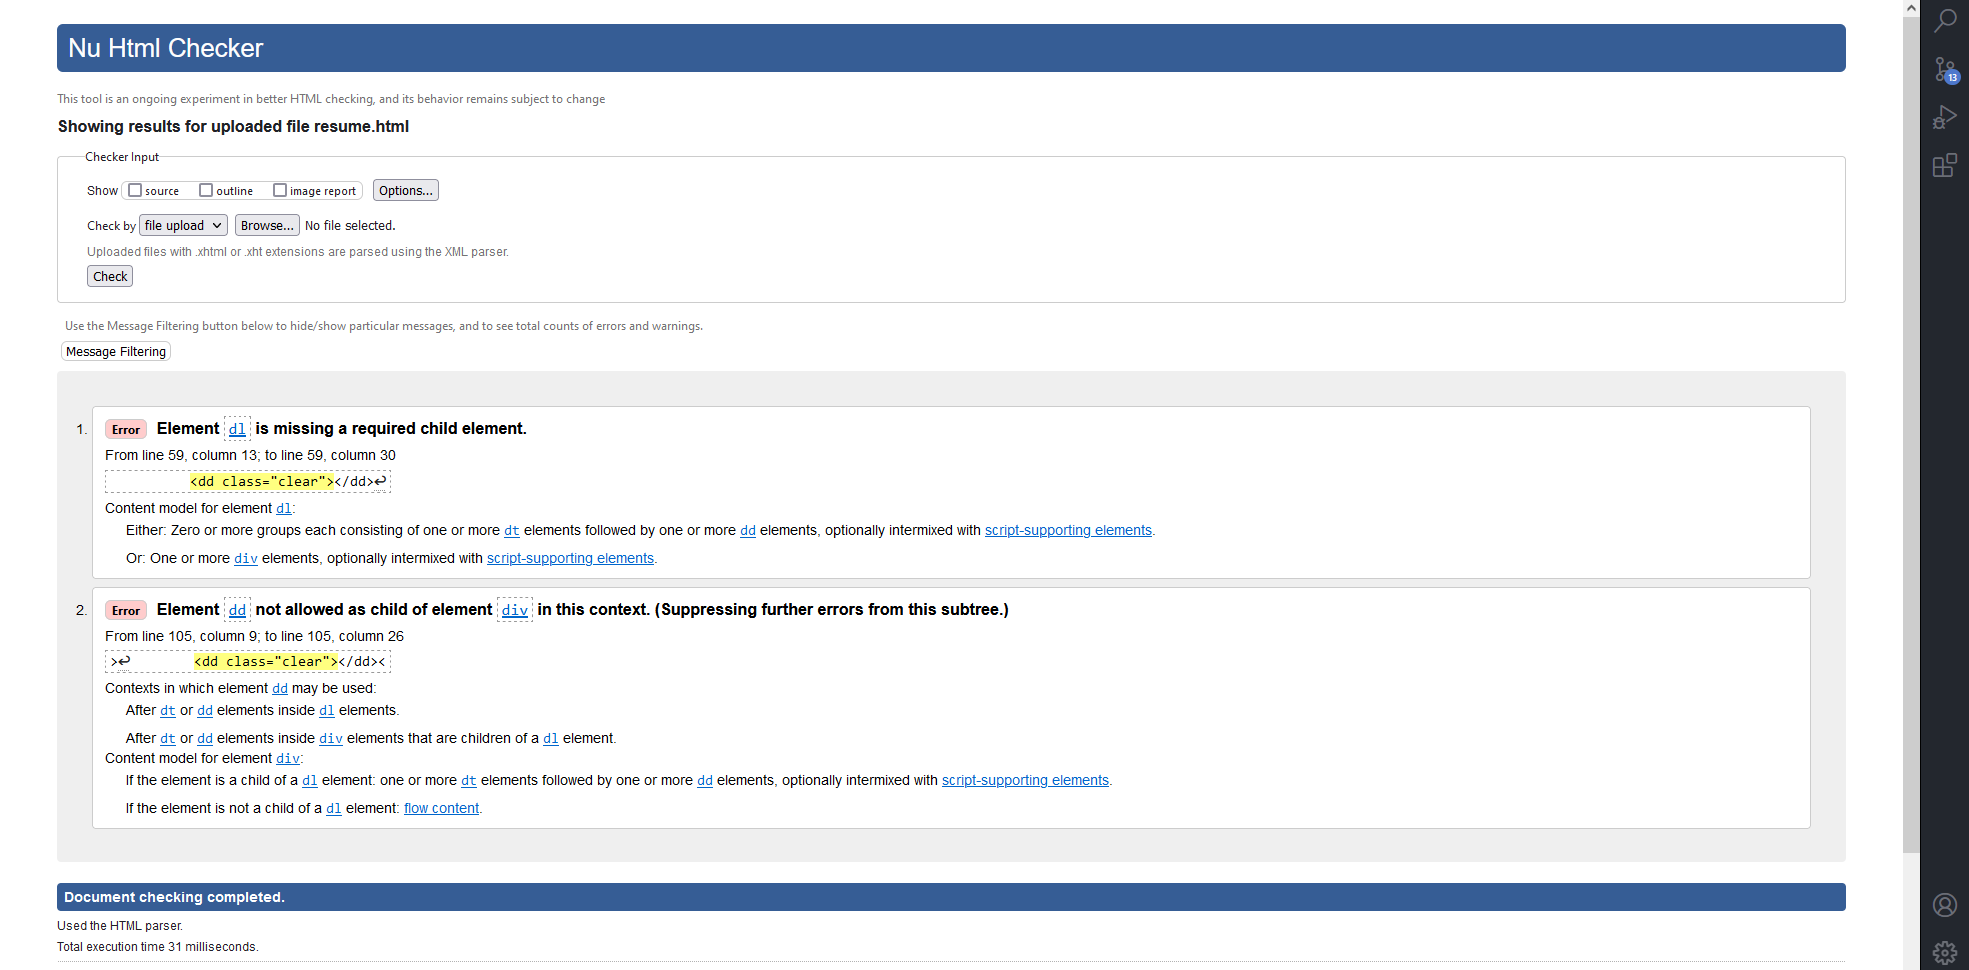 Nu Html Checker
This tool is an ongoing experiment in better HTML checking, and its behavior remains subject to change
Showing results for uploaded file resume.html
Checker Input
Show source outline image report Options...
Check by file upload Browse... No file selected.
Uploaded files with .xhtml or .xht extensions are parsed using the XML parser.
Check
Use the Message Filtering button below to hide/show particular messages, and to see total counts of errors and warnings.
Message Filtering
1. Error Element dl is missing a required child element.
From line 59, column 13; to line 59, column 30
<dd class="clear"></dd>↩
Content model for element dl:
Either: Zero or more groups each consisting of one or more dt elements followed by one or more dd elements, optionally intermixed with script-supporting elements.
Or: One or more div elements, optionally intermixed with script-supporting elements.
2. Error Element dd not allowed as child of element div in this context. (Suppressing further errors from this subtree.)
From line 105, column 9; to line 105, column 26
>↩ <dd class="clear"></dd><
Contexts in which element dd may be used:
After dt or dd elements inside dl elements.
After dt or dd elements inside div elements that are children of a dl element.
Content model for element div:
If the element is a child of a dl element: one or more dt elements followed by one or more dd elements, optionally intermixed with script-supporting elements.
If the element is not a child of a dl element: flow content.
Document checking completed.
Used the HTML parser.
Total execution time 31 milliseconds.
13